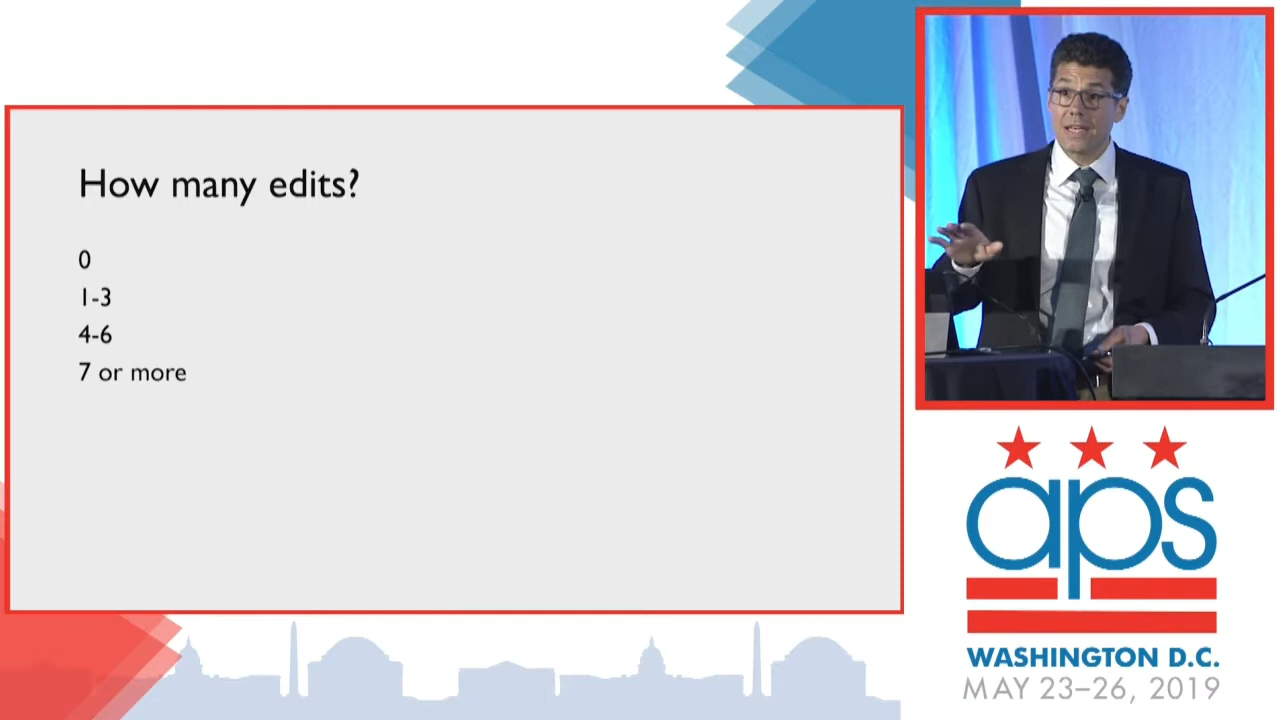 How many edits?
0
1-3
4-6
7 or more
aps
WASHINGTON D.C.
MAY 23–26, 2019